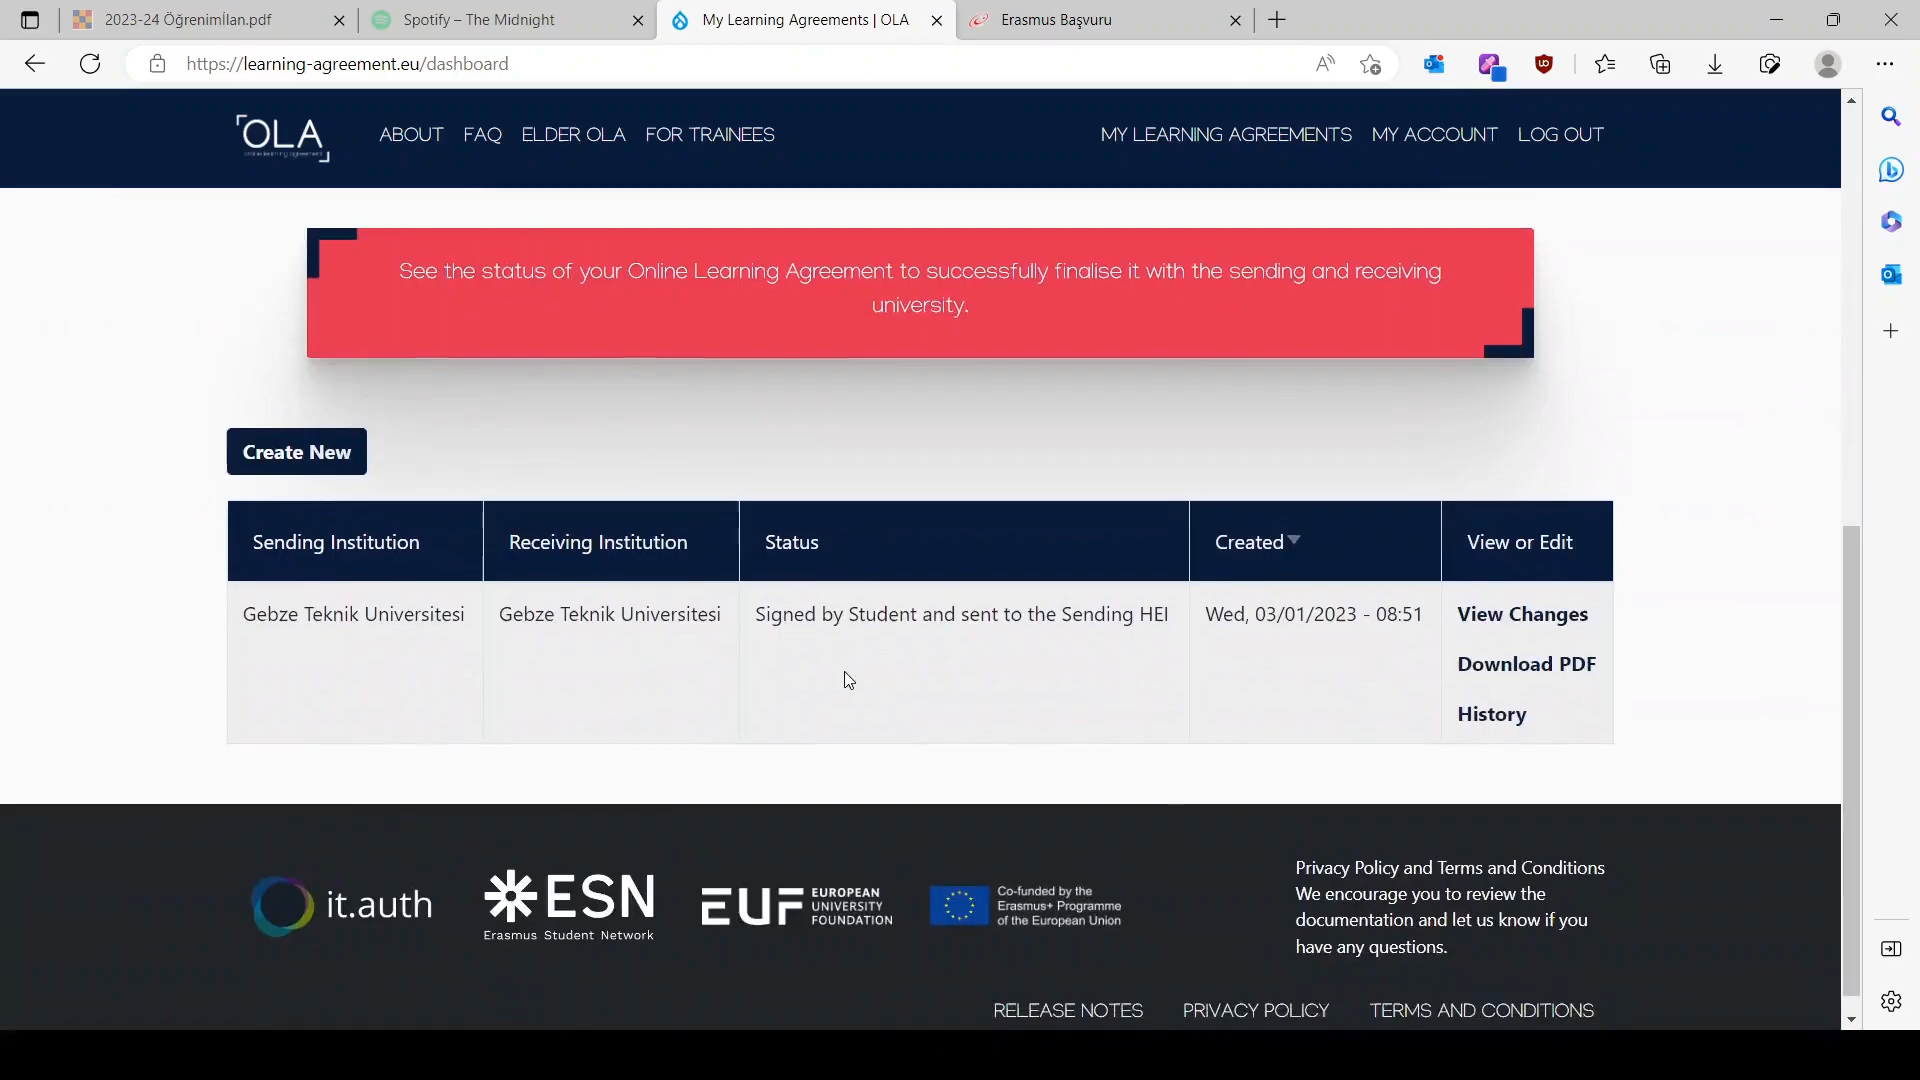 2023-24 Öğrenimİlan.pdf
Spotify – The Midnight
My Learning Agreements | OLA
Erasmus Başvuru
https://learning-agreement.eu/dashboard
OLA
ABOUT
FAQ
ELDER OLA
FOR TRAINEES
MY LEARNING AGREEMENTS
MY ACCOUNT
LOG OUT
online learning agreement
See the status of your Online Learning Agreement to successfully finalise it with the sending and receiving
university.
Create New
Sending Institution
Receiving Institution
Status
Created
View or Edit
Gebze Teknik Universitesi
Gebze Teknik Universitesi
Signed by Student and sent to the Sending HEI
Wed, 03/01/2023 - 08:51
View Changes
Download PDF
History
it.auth
ESN
Erasmus Student Network
EUF
EUROPEAN
UNIVERSITY
FOUNDATION
Co-funded by the
Erasmus+ Programme
of the European Union
Privacy Policy and Terms and Conditions
We encourage you to review the
documentation and let us know if you
have any questions.
RELEASE NOTES
PRIVACY POLICY
TERMS AND CONDITIONS